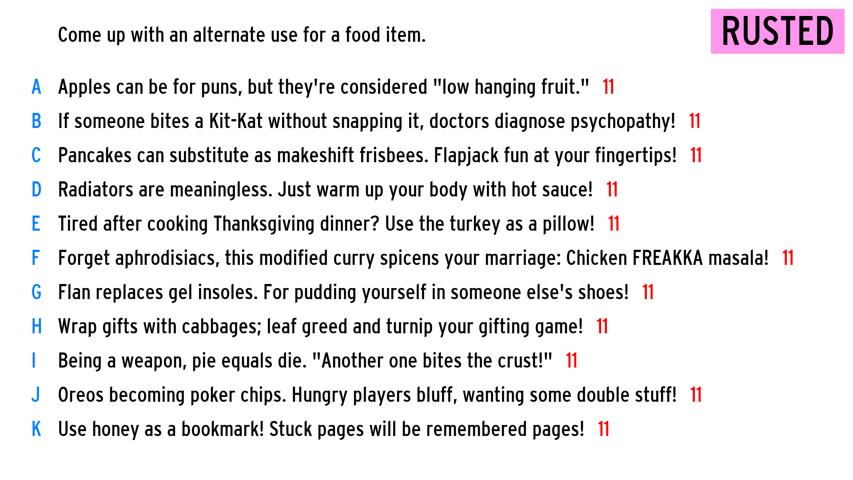 Come up with an alternate use for a food item.
RUSTED
A Apples can be for puns, but they're considered "low hanging fruit." 11
B If someone bites a Kit-Kat without snapping it, doctors diagnose psychopathy! 11
C Pancakes can substitute as makeshift frisbees. Flapjack fun at your fingertips! 11
D Radiators are meaningless. Just warm up your body with hot sauce! 11
E Tired after cooking Thanksgiving dinner? Use the turkey as a pillow! 11
F Forget aphrodisiacs, this modified curry spicens your marriage: Chicken FREAKKA masala! 11
G Flan replaces gel insoles. For pudding yourself in someone else's shoes! 11
H Wrap gifts with cabbages; leaf greed and turnip your gifting game! 11
I Being a weapon, pie equals die. "Another one bites the crust!" 11
J Oreos becoming poker chips. Hungry players bluff, wanting some double stuff! 11
K Use honey as a bookmark! Stuck pages will be remembered pages! 11